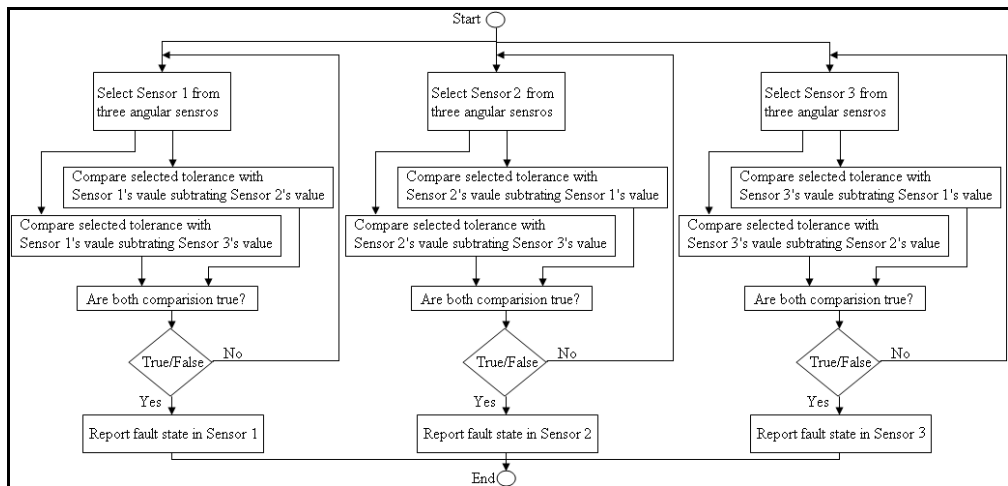 Start
Select Sensor 1 from
three angular sensros
Compare selected tolerance with
Sensor 1's vaule subtrating Sensor 2's value
Compare selected tolerance with
Sensor 1's vaule subtrating Sensor 3's value
Are both comparision true?
True/False
No
Yes
Report fault state in Sensor 1
Select Sensor 2 from
three angular sensros
Compare selected tolerance with
Sensor 2's vaule subtrating Sensor 1's value
Compare selected tolerance with
Sensor 2's vaule subtrating Sensor 3's value
Are both comparision true?
True/False
No
Yes
Report fault state in Sensor 2
Select Sensor 3 from
three angular sensros
Compare selected tolerance with
Sensor 3's vaule subtrating Sensor 1's value
Compare selected tolerance with
Sensor 3's vaule subtrating Sensor 2's value
Are both comparision true?
True/False
No
Yes
Report fault state in Sensor 3
End